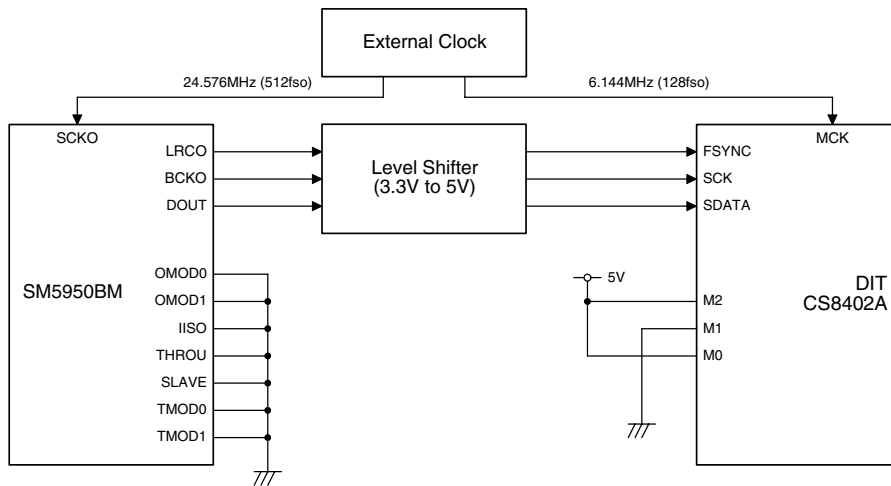 External Clock
24.576MHz (512fso)
6.144MHz (128fso)
SCKO
MCK
LRCO
BCKO
DOUT
Level Shifter
(3.3V to 5V)
FSYNC
SCK
SDATA
OMOD0
OMOD1
IISO
THROU
SLAVE
TMOD0
TMOD1
SM5950BM
5V
M2
M1
M0
DIT
CS8402A